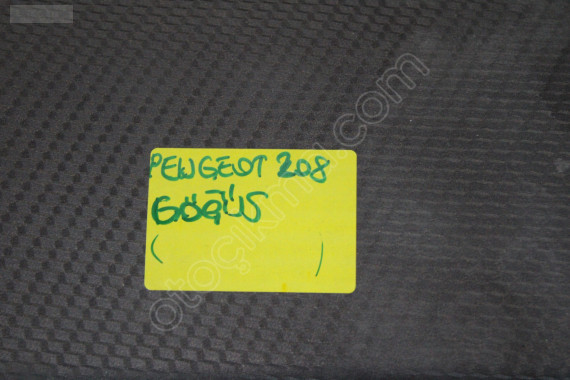 PEUGEOT 208
GÖĞÜS
( )
otoçıkma.com